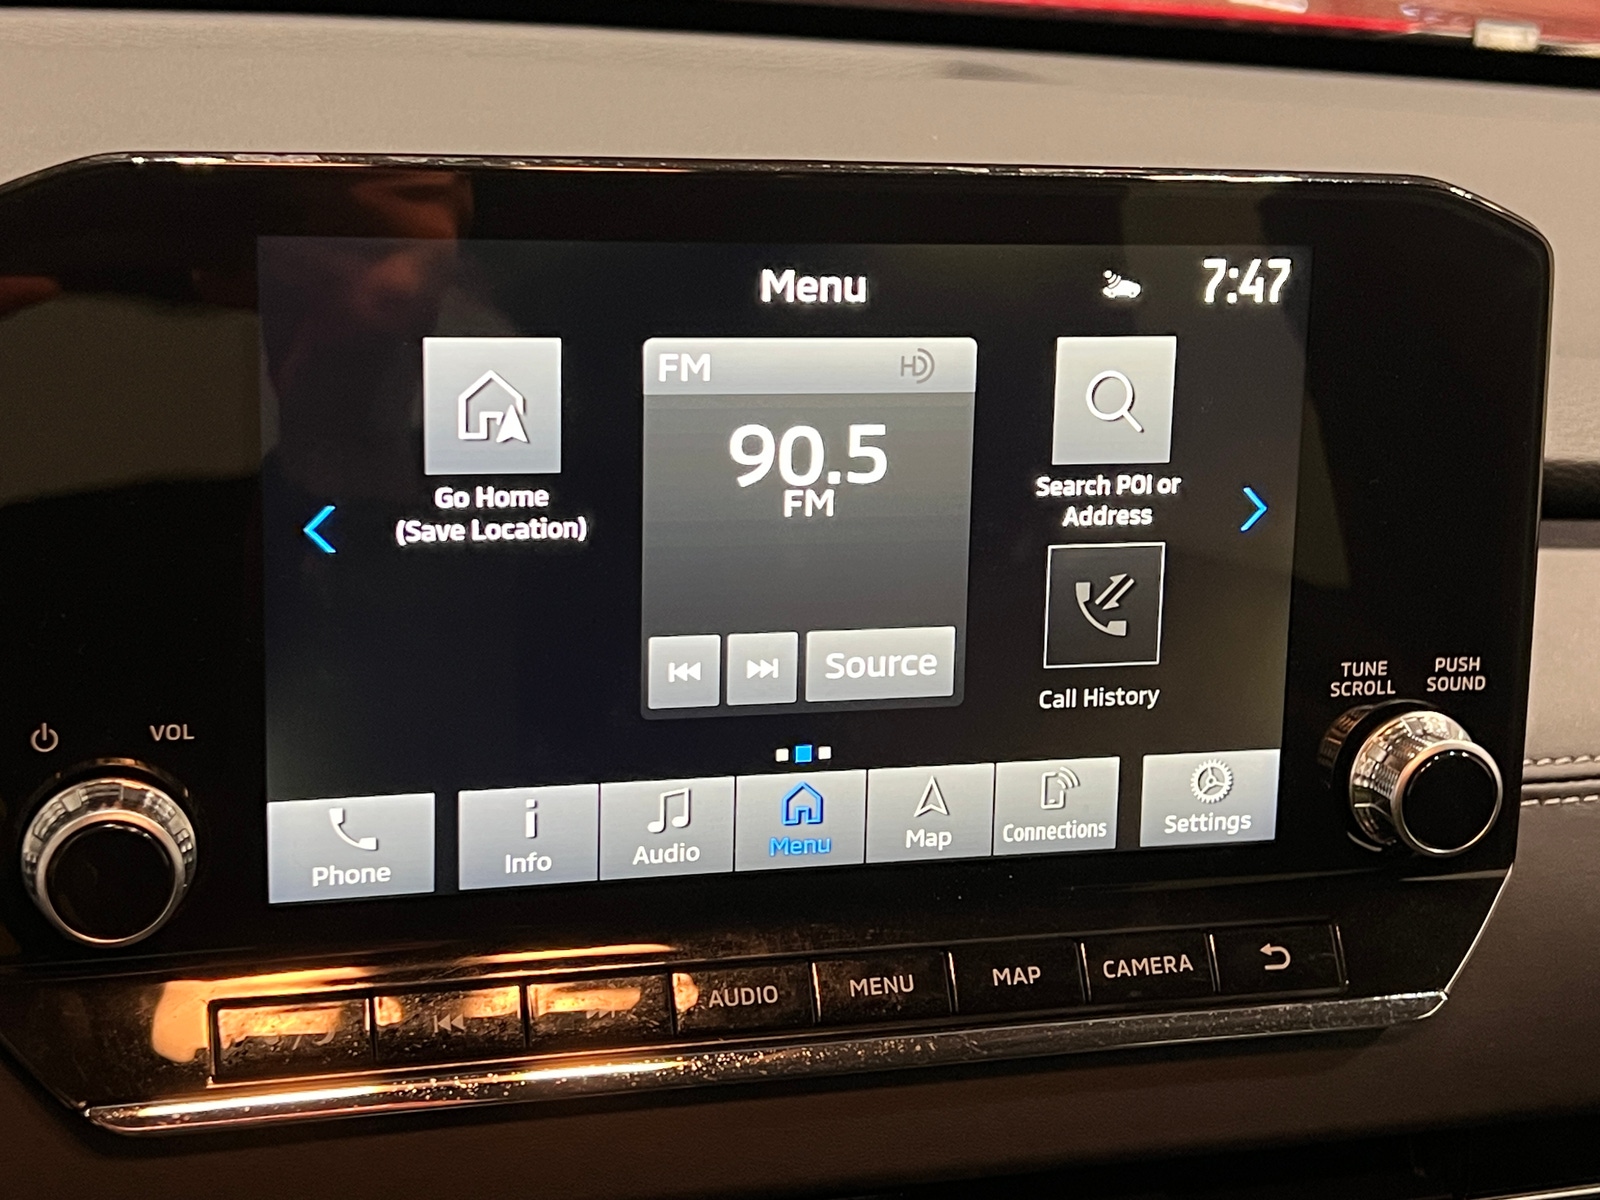 Menu
7:47
FM HD
90.5
FM
Go Home
(Save Location)
Search POI or
Address
Source
Call History
TUNE
SCROLL
PUSH
SOUND
VOL
Phone
Info
Audio
Menu
Map
Connections
Settings
AUDIO
MENU
MAP
CAMERA